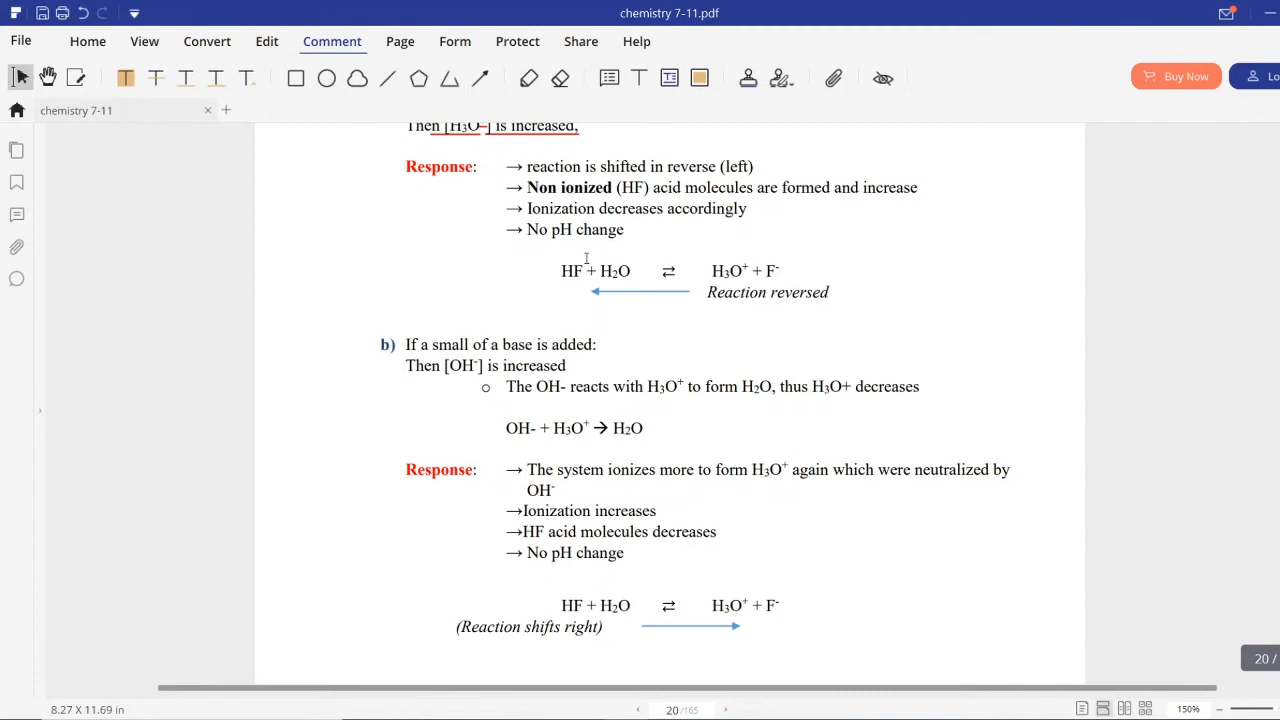 chemistry 7-11.pdf
File Home View Convert Edit Comment Page Form Protect Share Help
Buy Now Lo
chemistry 7-11 × +
Then [H₃O⁺] is increased,
Response: → reaction is shifted in reverse (left)
→ Non ionized (HF) acid molecules are formed and increase
→ Ionization decreases accordingly
→ No pH change
HF + H₂O ⇄ H₃O⁺ + F⁻
Reaction reversed
b) If a small of a base is added:
Then [OH⁻] is increased
o The OH- reacts with H₃O⁺ to form H₂O, thus H₃O+ decreases
OH- + H₃O⁺ → H₂O
Response: → The system ionizes more to form H₃O⁺ again which were neutralized by
OH⁻
→Ionization increases
→HF acid molecules decreases
→ No pH change
HF + H₂O ⇄ H₃O⁺ + F⁻
(Reaction shifts right)
20 /
8.27 X 11.69 in 20 /165 150%